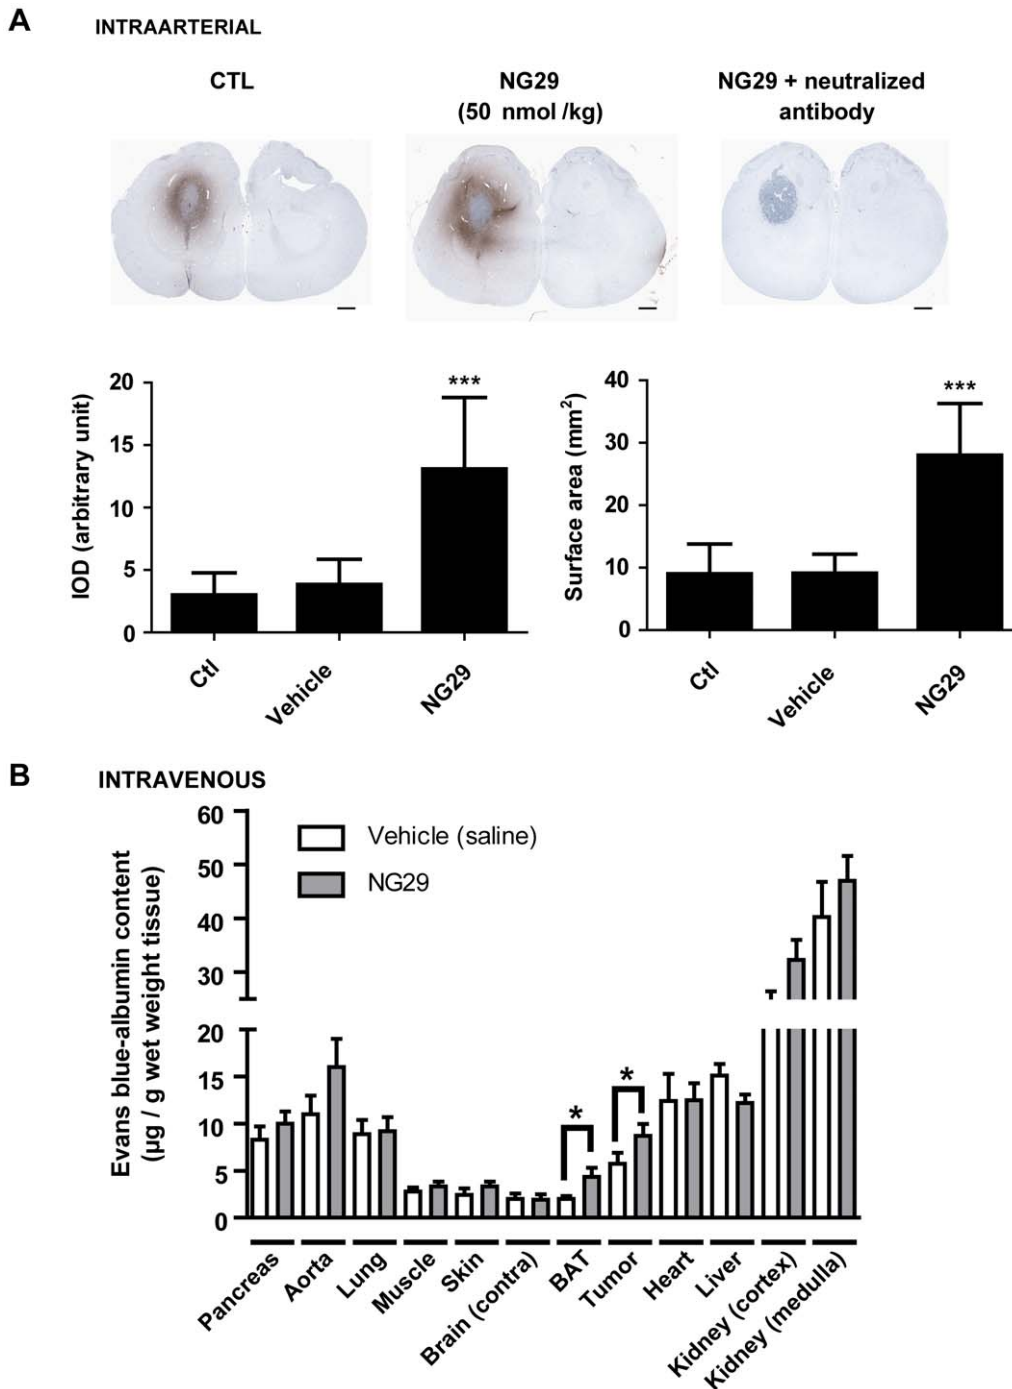 A
INTRAARTERIAL
CTL
NG29
(50 nmol /kg)
NG29 + neutralized
antibody
IOD (arbitrary unit)
20
15
10
5
0
***
Ctl
Vehicle
NG29
Surface area (mm²)
40
30
20
10
0
***
Ctl
Vehicle
NG29
B
INTRAVENOUS
Evans blue-albumin content
(µg / g wet weight tissue)
60
50
40
30
20
15
10
5
0
Vehicle (saline)
NG29
*
*
Pancreas
Aorta
Lung
Muscle
Skin
Brain (contra)
BAT
Tumor
Heart
Liver
Kidney (cortex)
Kidney (medulla)